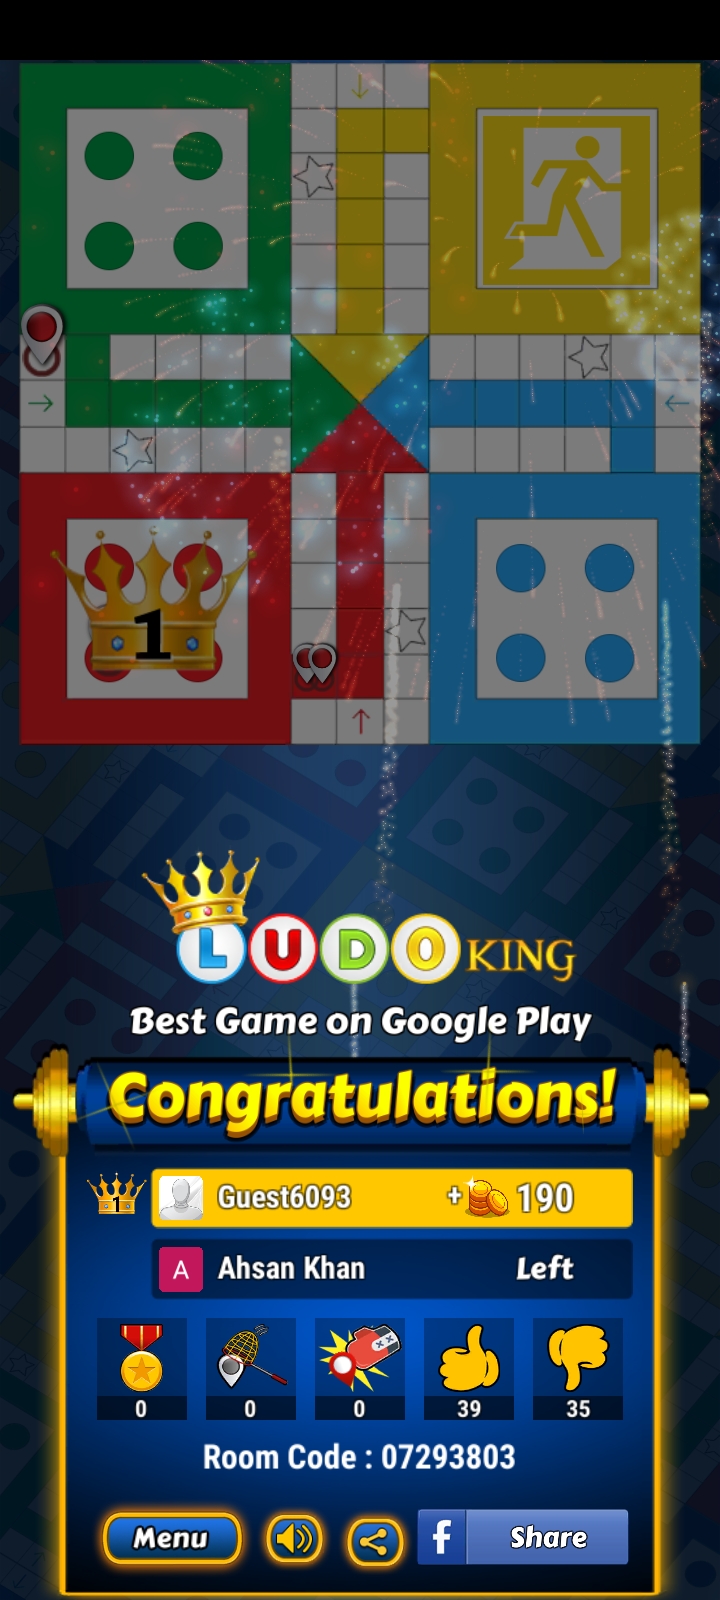 1
LUDO KING
Best Game on Google Play
Congratulations!
1 Guest6093 + 190
A Ahsan Khan Left
0 0 0 39 35
Room Code : 07293803
Menu f Share